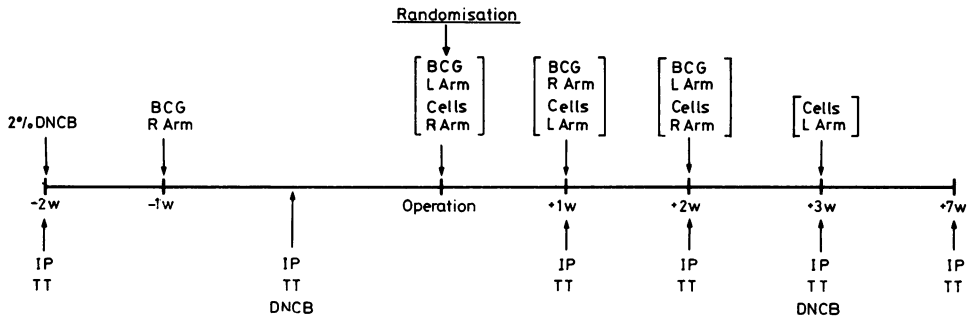 Randomisation
BCG
L Arm
Cells
R Arm
BCG
R Arm
Cells
L Arm
BCG
L Arm
Cells
R Arm
Cells
L Arm
2% DNCB
BCG
R Arm
-2w
-1w
Operation
+1w
+2w
+3w
+7w
IP
TT
IP
TT
DNCB
IP
TT
IP
TT
IP
TT
DNCB
IP
TT